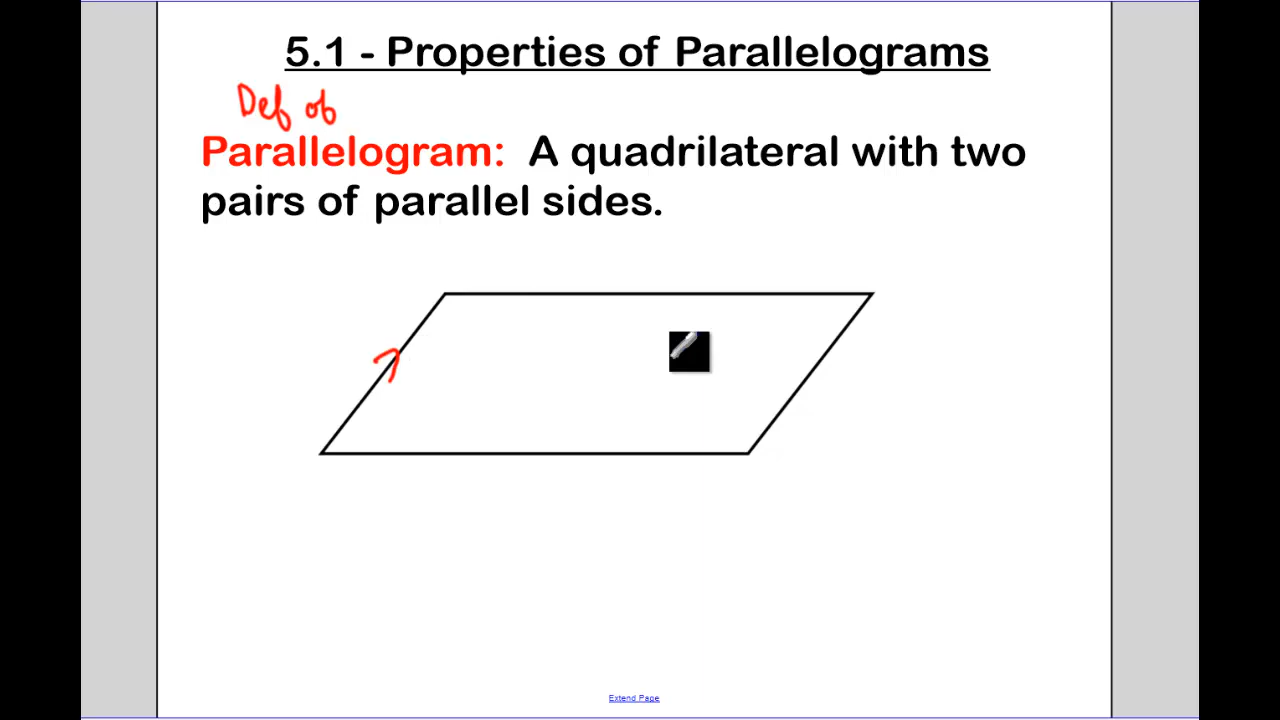 5.1 - Properties of Parallelograms
Def of
Parallelogram: A quadrilateral with two
pairs of parallel sides.
Extend Page